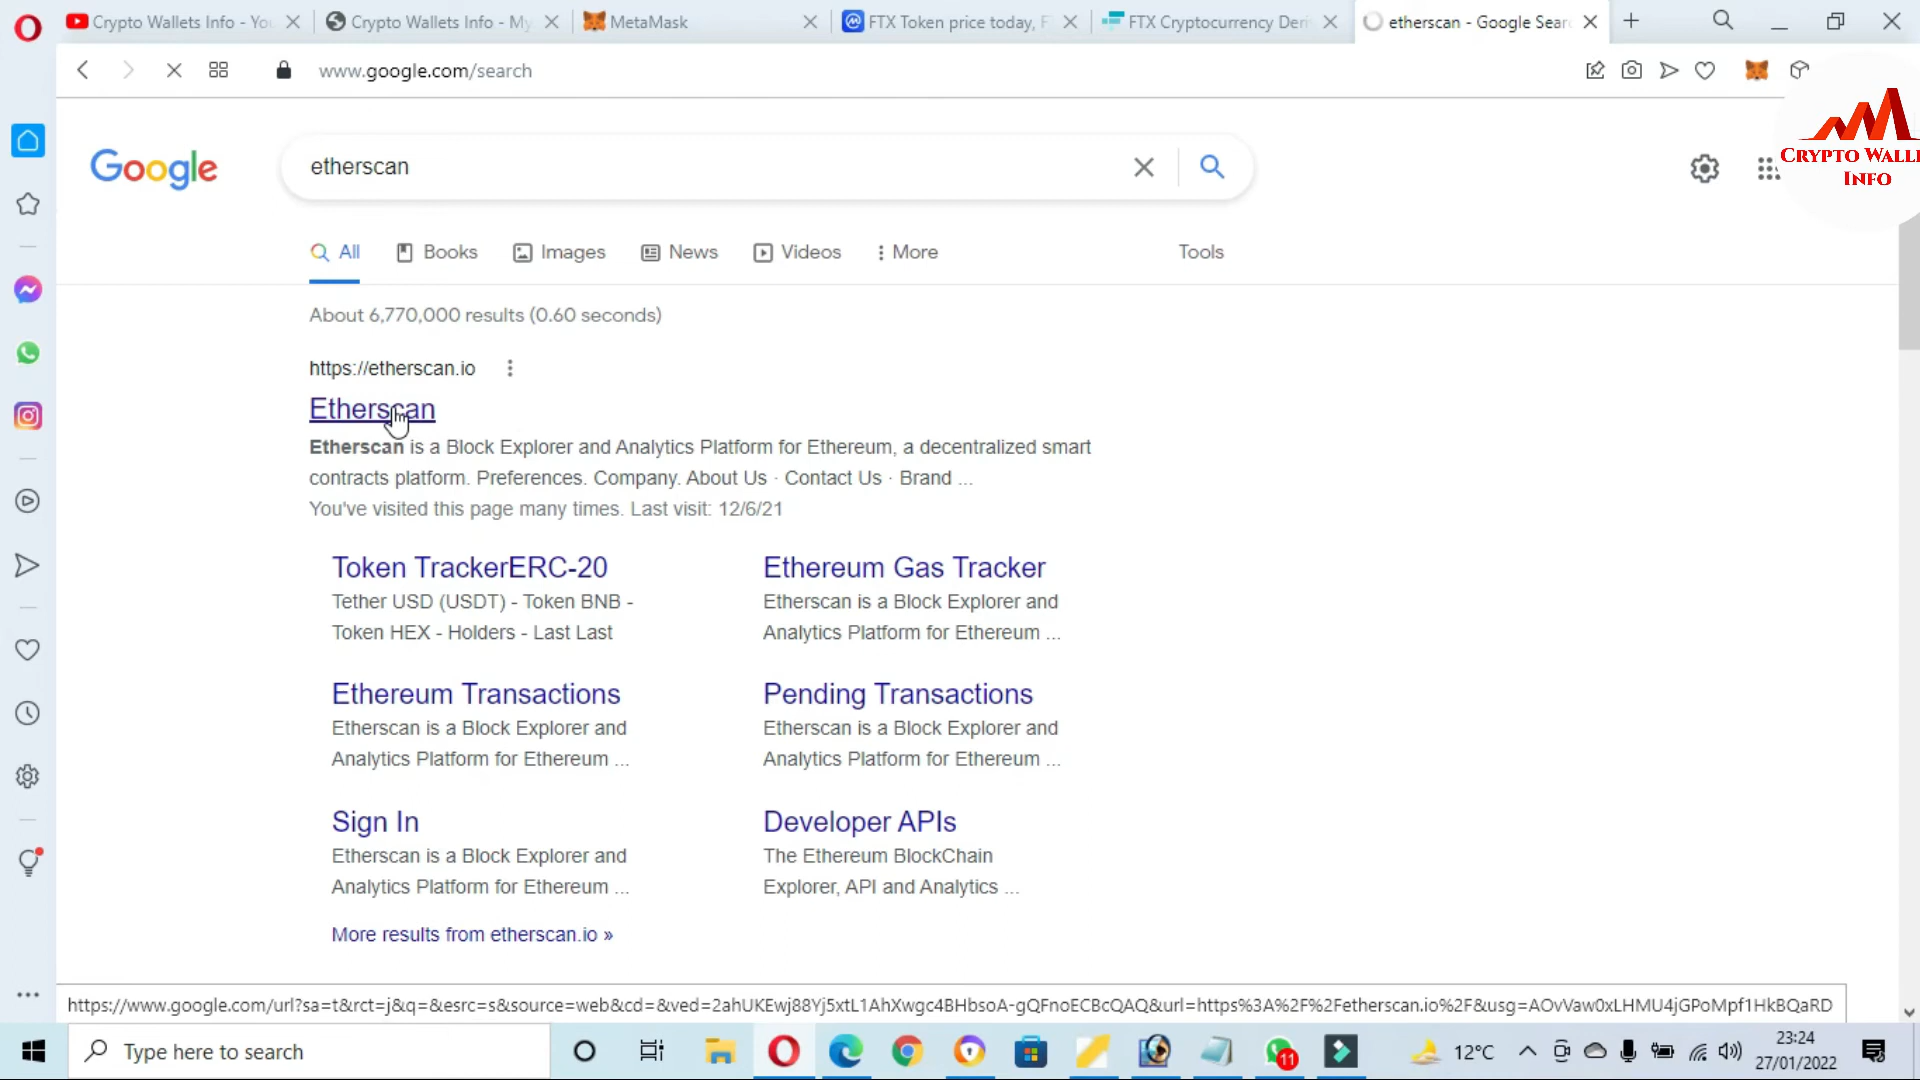 Crypto Wallets Info - You
Crypto Wallets Info - My
MetaMask
FTX Token price today, F
FTX Cryptocurrency Deri
etherscan - Google Sear
www.google.com/search
CRYPTO WALLE
INFO
Google
etherscan
All
Books
Images
News
Videos
More
Tools
About 6,770,000 results (0.60 seconds)
https://etherscan.io
Etherscan
Etherscan is a Block Explorer and Analytics Platform for Ethereum, a decentralized smart
contracts platform. Preferences. Company. About Us · Contact Us · Brand ...
You've visited this page many times. Last visit: 12/6/21
Token TrackerERC-20
Tether USD (USDT) - Token BNB -
Token HEX - Holders - Last Last
Ethereum Gas Tracker
Etherscan is a Block Explorer and
Analytics Platform for Ethereum ...
Ethereum Transactions
Etherscan is a Block Explorer and
Analytics Platform for Ethereum ...
Pending Transactions
Etherscan is a Block Explorer and
Analytics Platform for Ethereum ...
Sign In
Etherscan is a Block Explorer and
Analytics Platform for Ethereum ...
Developer APIs
The Ethereum BlockChain
Explorer, API and Analytics ...
More results from etherscan.io »
https://www.google.com/url?sa=t&rct=j&q=&esrc=s&source=web&cd=&ved=2ahUKEwj88Yj5xtL1AhXwgc4BHbsoA-gQFnoECBcQAQ&url=https%3A%2F%2Fetherscan.io%2F&usg=AOvVaw0xLHMU4jGPoMpf1HkBQaRD
Type here to search
11
12°C
23:24
27/01/2022